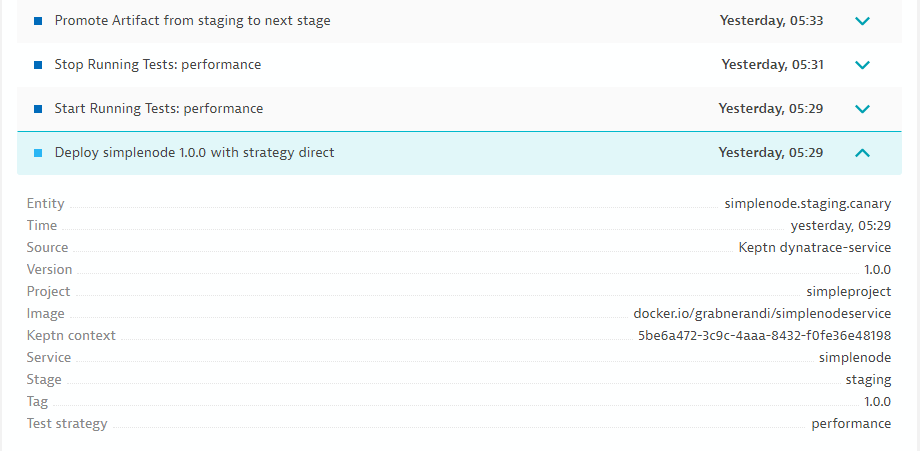 Promote Artifact from staging to next stage Yesterday, 05:33
Stop Running Tests: performance Yesterday, 05:31
Start Running Tests: performance Yesterday, 05:29
Deploy simplenode 1.0.0 with strategy direct Yesterday, 05:29
Entity simplenode.staging.canary
Time yesterday, 05:29
Source Keptn dynatrace-service
Version 1.0.0
Project simpleproject
Image docker.io/grabnerandi/simplenodeservice
Keptn context 5be6a472-3c9c-4aaa-8432-f0fe36e48198
Service simplenode
Stage staging
Tag 1.0.0
Test strategy performance